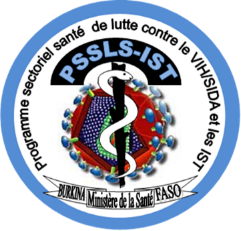 Programme sectoriel santé de lutte contre le VIH/SIDA et les IST
PSSLS-IST
BURKINA Ministère de la Santé FASO